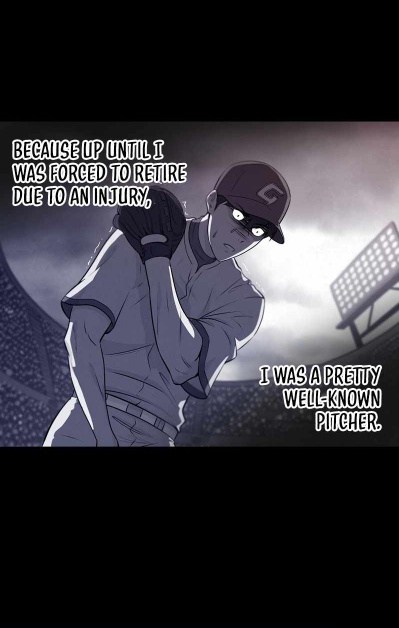 BECAUSE UP UNTIL I
WAS FORCED TO RETIRE
DUE TO AN INJURY,
G
I WAS A PRETTY
WELL-KNOWN
PITCHER.